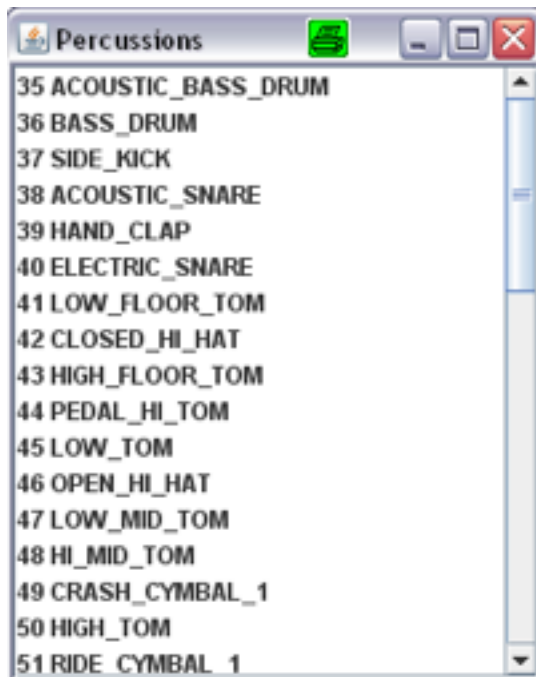 Percussions
35 ACOUSTIC_BASS_DRUM
36 BASS_DRUM
37 SIDE_KICK
38 ACOUSTIC_SNARE
39 HAND_CLAP
40 ELECTRIC_SNARE
41 LOW_FLOOR_TOM
42 CLOSED_HI_HAT
43 HIGH_FLOOR_TOM
44 PEDAL_HI_TOM
45 LOW_TOM
46 OPEN_HI_HAT
47 LOW_MID_TOM
48 HI_MID_TOM
49 CRASH_CYMBAL_1
50 HIGH_TOM
51 RIDE_CYMBAL_1